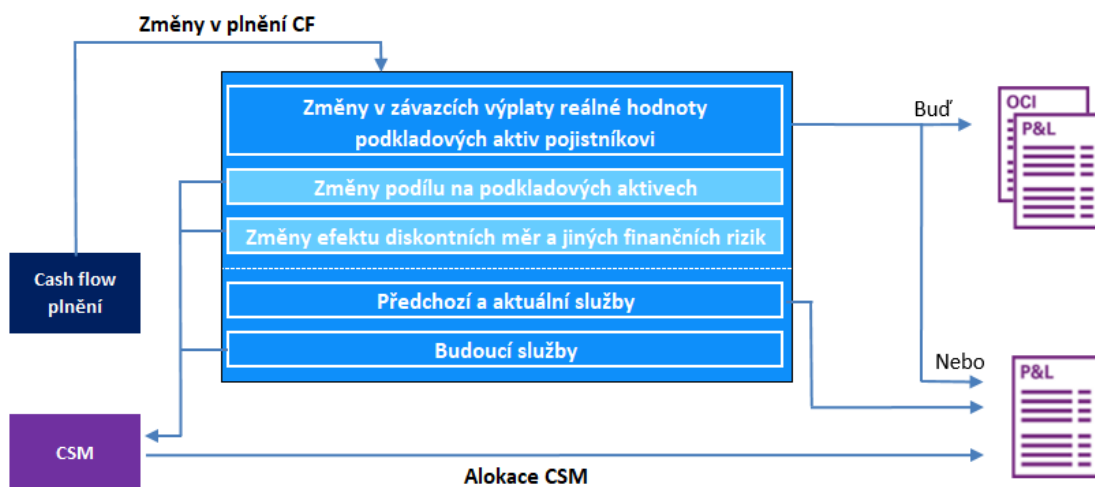 Změny v plnění CF
Změny v závazcích výplaty reálné hodnoty
podkladových aktiv pojistníkovi
Buď
OCI
P&L
Změny podílu na podkladových aktivech
Změny efektu diskontních měr a jiných finančních rizik
Cash flow
plnění
Předchozí a aktuální služby
Budoucí služby
Nebo
P&L
CSM
Alokace CSM